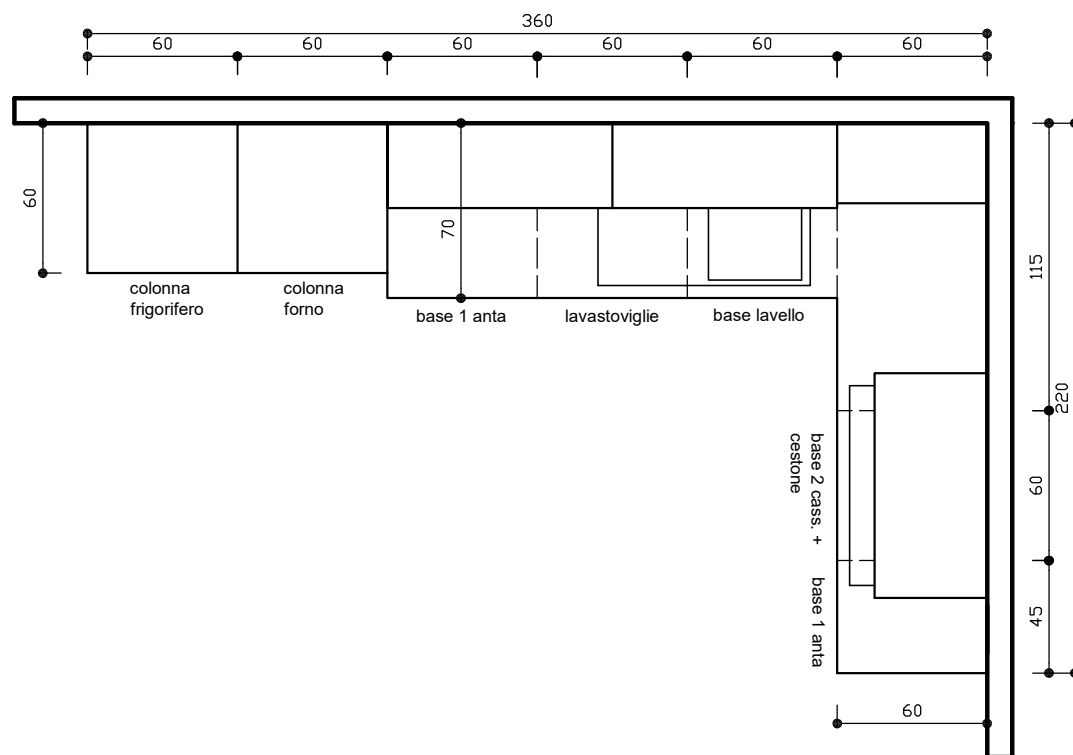 360
60 60 60 60 60 60
60
70
115
220
colonna
frigorifero
colonna
forno
base 1 anta
lavastoviglie
base lavello
base 2 cass. +
cestone
60
base 1 anta
45
60